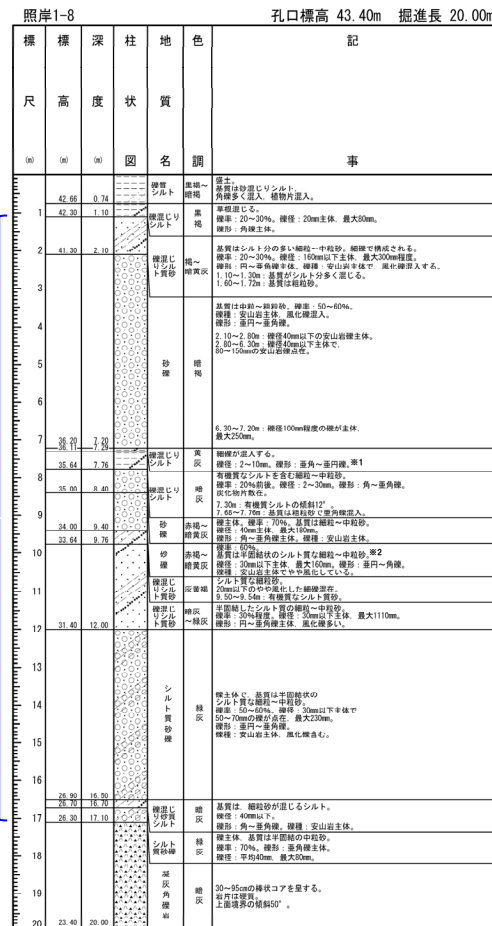 照岸1-8
孔口標高 43.40m 掘進長 20.00m
標尺(m)
標高(m)
深度(m)
柱状図
地質名
色調
記事
42.66 0.74
礫質シルト
黒褐~暗褐
盛土。
基質は砂混じりシルト。
角礫多く混入、植物片混入。
1
42.30 1.10
礫混じりシルト
黒褐
草根混じる。
礫率：20~30%。礫径：20mm主体、最大80mm。
礫形：角礫主体。
2
41.30 2.10
礫混じりシルト質砂
褐~暗黄灰
基質はシルト分の多い細粒~中粒砂。細礫で構成される。
礫率：20~30%。礫径：160mm以下主体、最大300mm程度。
礫形：円~亜角礫主体。礫種：安山岩主体で、風化礫混入する。
1.10~1.30m：基質がシルト分多く混じる。
1.60~1.72m：基質は粗粒砂。
3
4
5
6
7
36.20 7.20
砂礫
暗褐
基質は中粒~粗粒砂。礫率：50~60%。
礫種：安山岩主体、風化礫混入。
礫形：亜円~亜角礫。
2.10~2.80m：礫径40mm以下の安山岩礫主体。
2.80~6.30m：礫径40mm以下主体で、
80~150mmの安山岩礫点在。
6.30~7.20m：礫径100mm程度の礫が主体、
最大250mm。
36.11 7.29
35.64 7.76
礫混じりシルト
黄灰
細礫が混入する。
礫径：2~10mm。礫形：亜角~亜円礫。※1
8
35.00 8.40
礫混じりシルト
暗灰
有機質なシルトを含む細粒~中粒砂。
礫率：20%前後。礫径：2~30mm。礫形：角~亜角礫。
炭化物片散在。
7.30m：有機質シルトの傾斜12°。
7.68~7.76m：基質は粗粒砂で亜角礫混入。
9
34.00 9.40
砂礫
赤褐~暗黄灰
礫主体。礫率：70%。基質は細粒~中粒砂。
礫形：角~亜角礫主体。礫種：安山岩主体。
33.64 9.76
10
砂礫
赤褐~暗黄灰
礫率：60%。
基質は半固結状のシルト質な細粒~中粒砂。※2
礫径：30mm以下主体、最大160mm。礫形：亜円~角礫。
礫種：安山岩主体でやや風化している。
11
礫混じりシルト質砂
灰黄褐
シルト質な細粒砂。
20mm以下のやや風化した細礫混在。
9.50~9.54m：有機質なシルト質砂。
12
31.40 12.00
礫混じりシルト質砂
暗灰~緑灰
半固結したシルト質の細粒~中粒砂。
礫率：30%程度。礫径：30mm以下主体、最大1110mm。
礫形：円~亜角礫主体、風化礫多い。
13
14
15
16
26.90 16.50
シルト質砂礫
緑灰
礫主体で、基質は半固結状の
シルト質な細粒~中粒砂。
礫率：50~60%。礫径：30mm以下主体で
50~70mmの礫が点在、最大230mm。
礫形：亜円~亜角礫。
礫種：安山岩主体、風化礫含む。
26.70 16.70
17
26.30 17.10
礫混じり砂質シルト
暗灰
基質は、細粒砂が混じるシルト。
礫径：40mm以下。
礫形：角~亜角礫。礫種：安山岩主体。
18
シルト質砂礫
緑灰
礫主体、基質は半固結の中粒砂。
礫率：70%。礫形：亜角礫主体。
礫径：平均40mm、最大80mm。
19
20
23.40 20.00
凝灰角礫岩
暗灰
30~95cmの棒状コアを呈する。
岩片は硬質。
上面境界の傾斜50°。